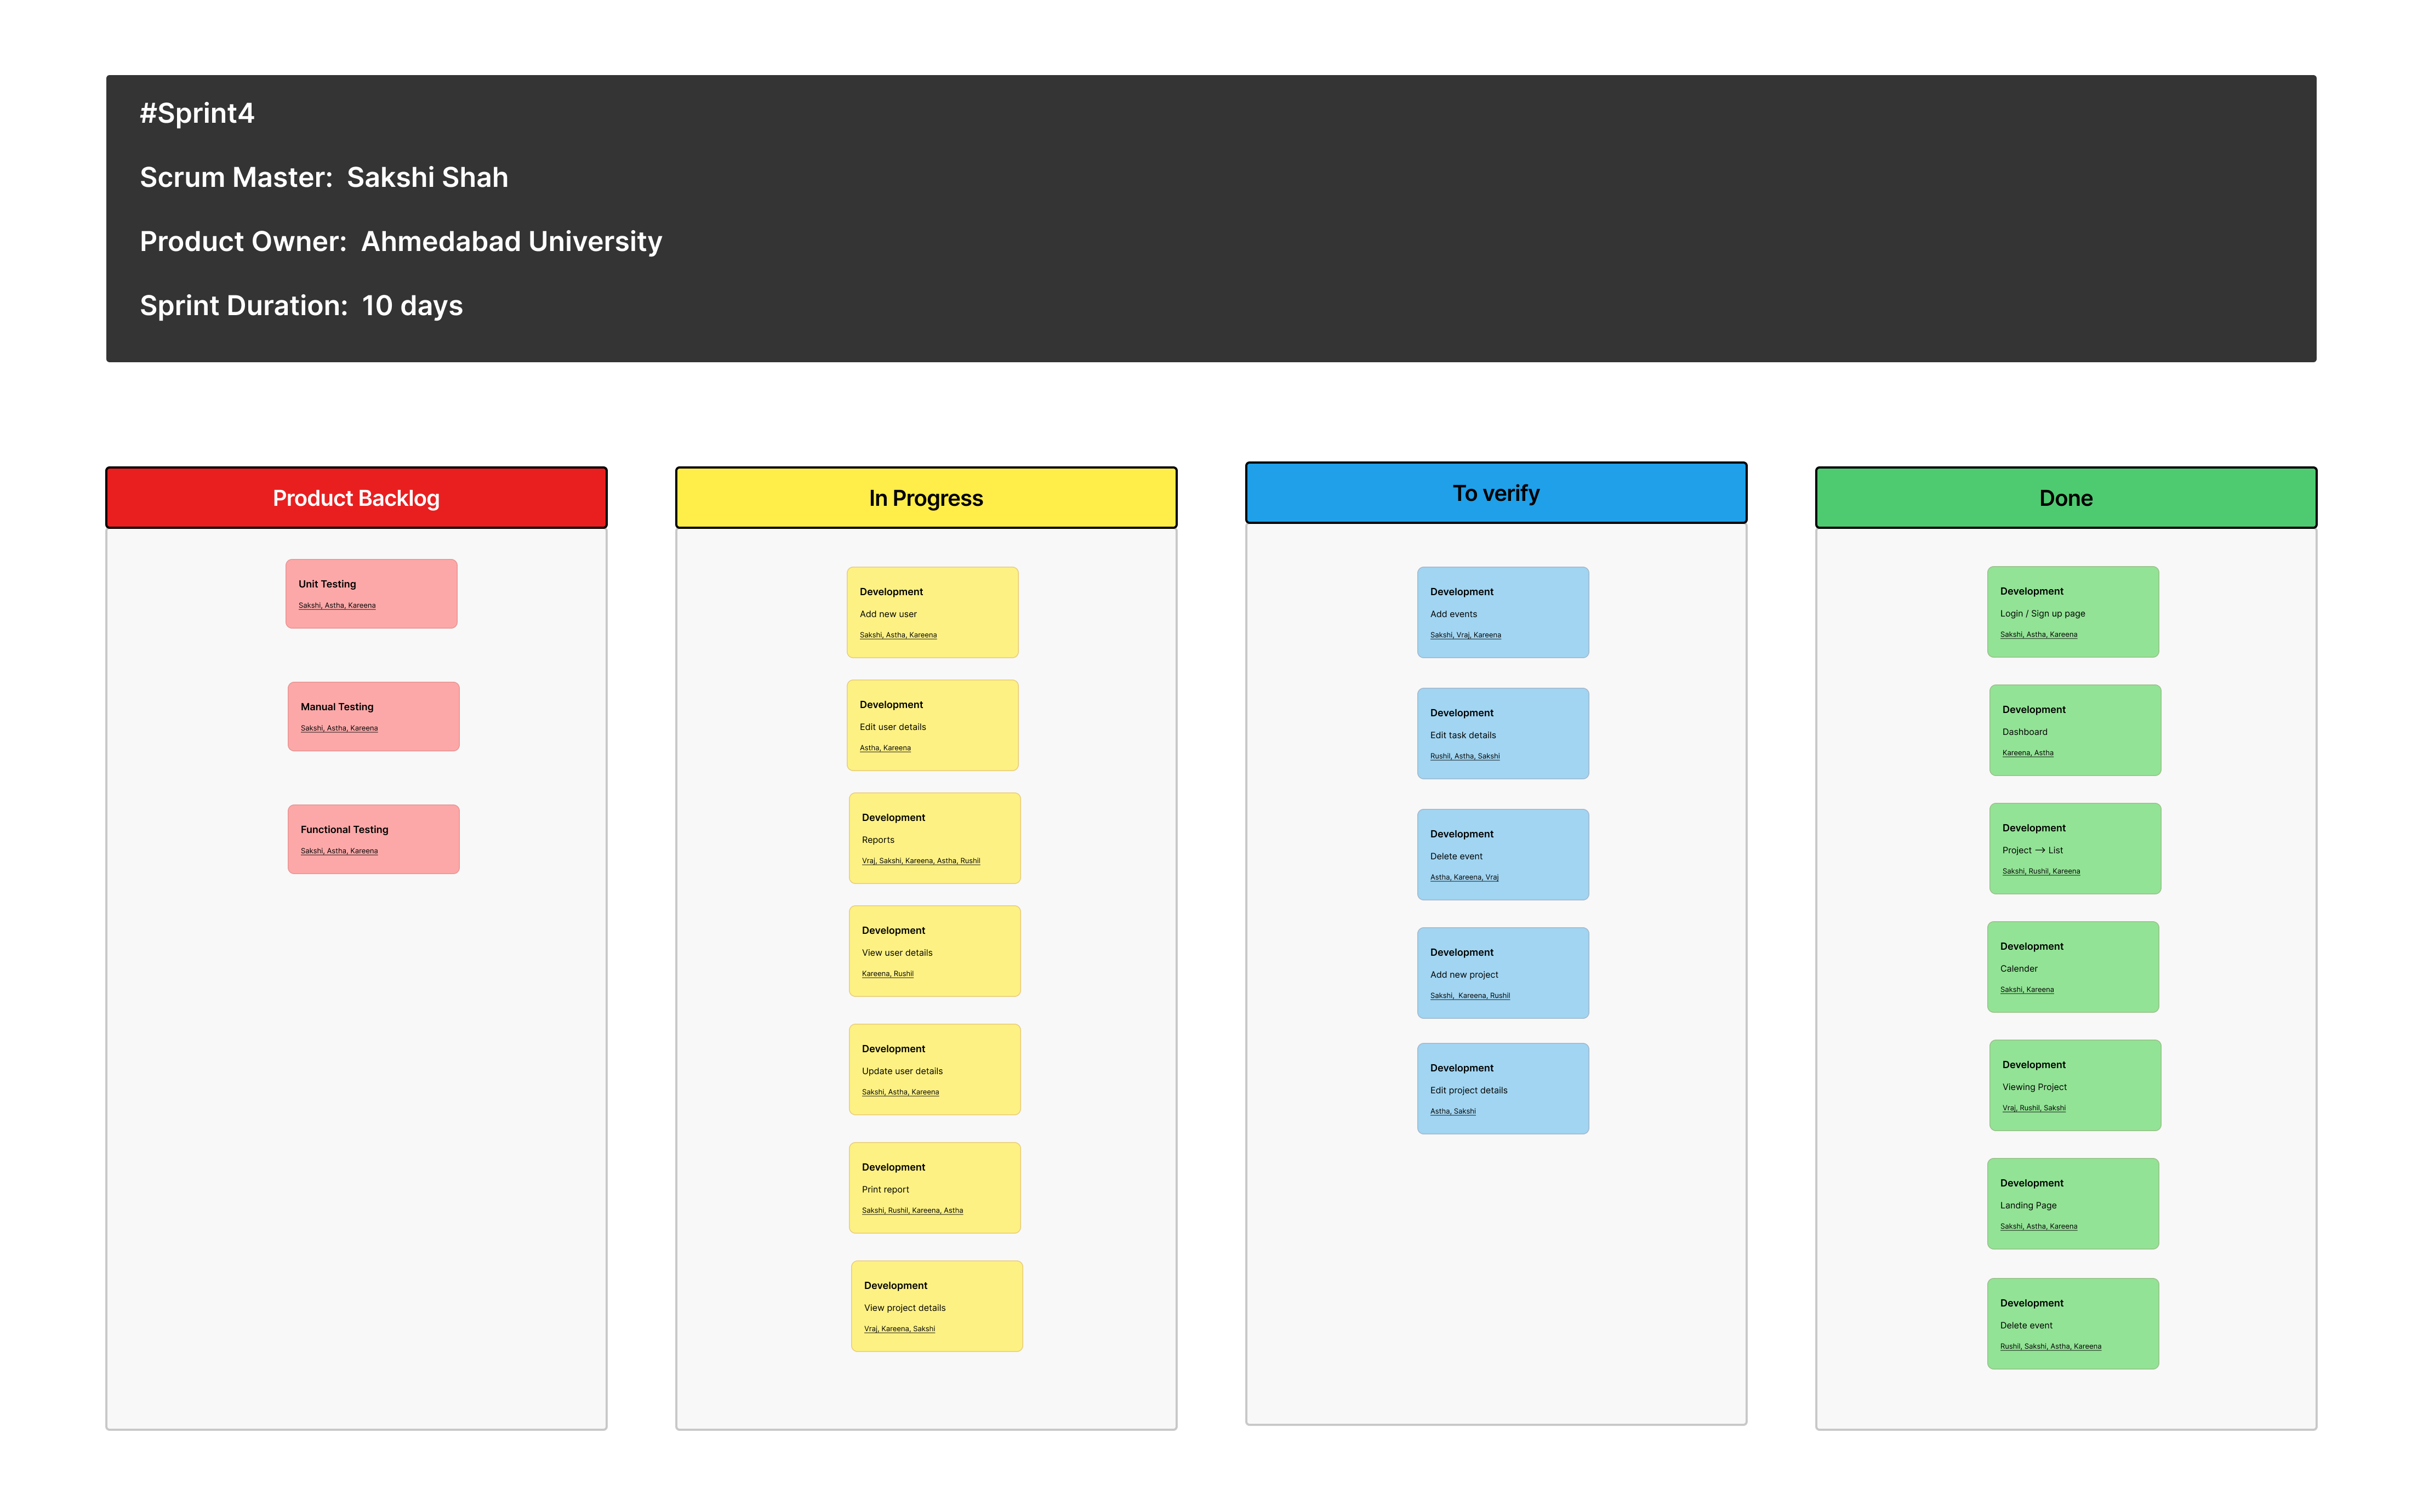 #Sprint4
Scrum Master:  Sakshi Shah
Product Owner:  Ahmedabad University
Sprint Duration:  10 days
Product Backlog
Unit Testing
Sakshi, Astha, Kareena
Manual Testing
Sakshi, Astha, Kareena
Functional Testing
Sakshi, Astha, Kareena
In Progress
Development
Add new user
Sakshi, Astha, Kareena
Development
Edit user details
Astha, Kareena
Development
Reports
Vraj, Sakshi, Kareena, Astha, Rushil
Development
View user details
Kareena, Rushil
Development
Update user details
Sakshi, Astha, Kareena
Development
Print report
Sakshi, Rushil, Kareena, Astha
Development
View project details
Vraj, Kareena, Sakshi
To verify
Development
Add events
Sakshi, Vraj, Kareena
Development
Edit task details
Rushil, Astha, Sakshi
Development
Delete event
Astha, Kareena, Vraj
Development
Add new project
Sakshi,  Kareena, Rushil
Development
Edit project details
Astha, Sakshi
Done
Development
Login / Sign up page
Sakshi, Astha, Kareena
Development
Dashboard
Kareena, Astha
Development
Project → List
Sakshi, Rushil, Kareena
Development
Calender
Sakshi, Kareena
Development
Viewing Project
Vraj, Rushil, Sakshi
Development
Landing Page
Sakshi, Astha, Kareena
Development
Delete event
Rushil, Sakshi, Astha, Kareena